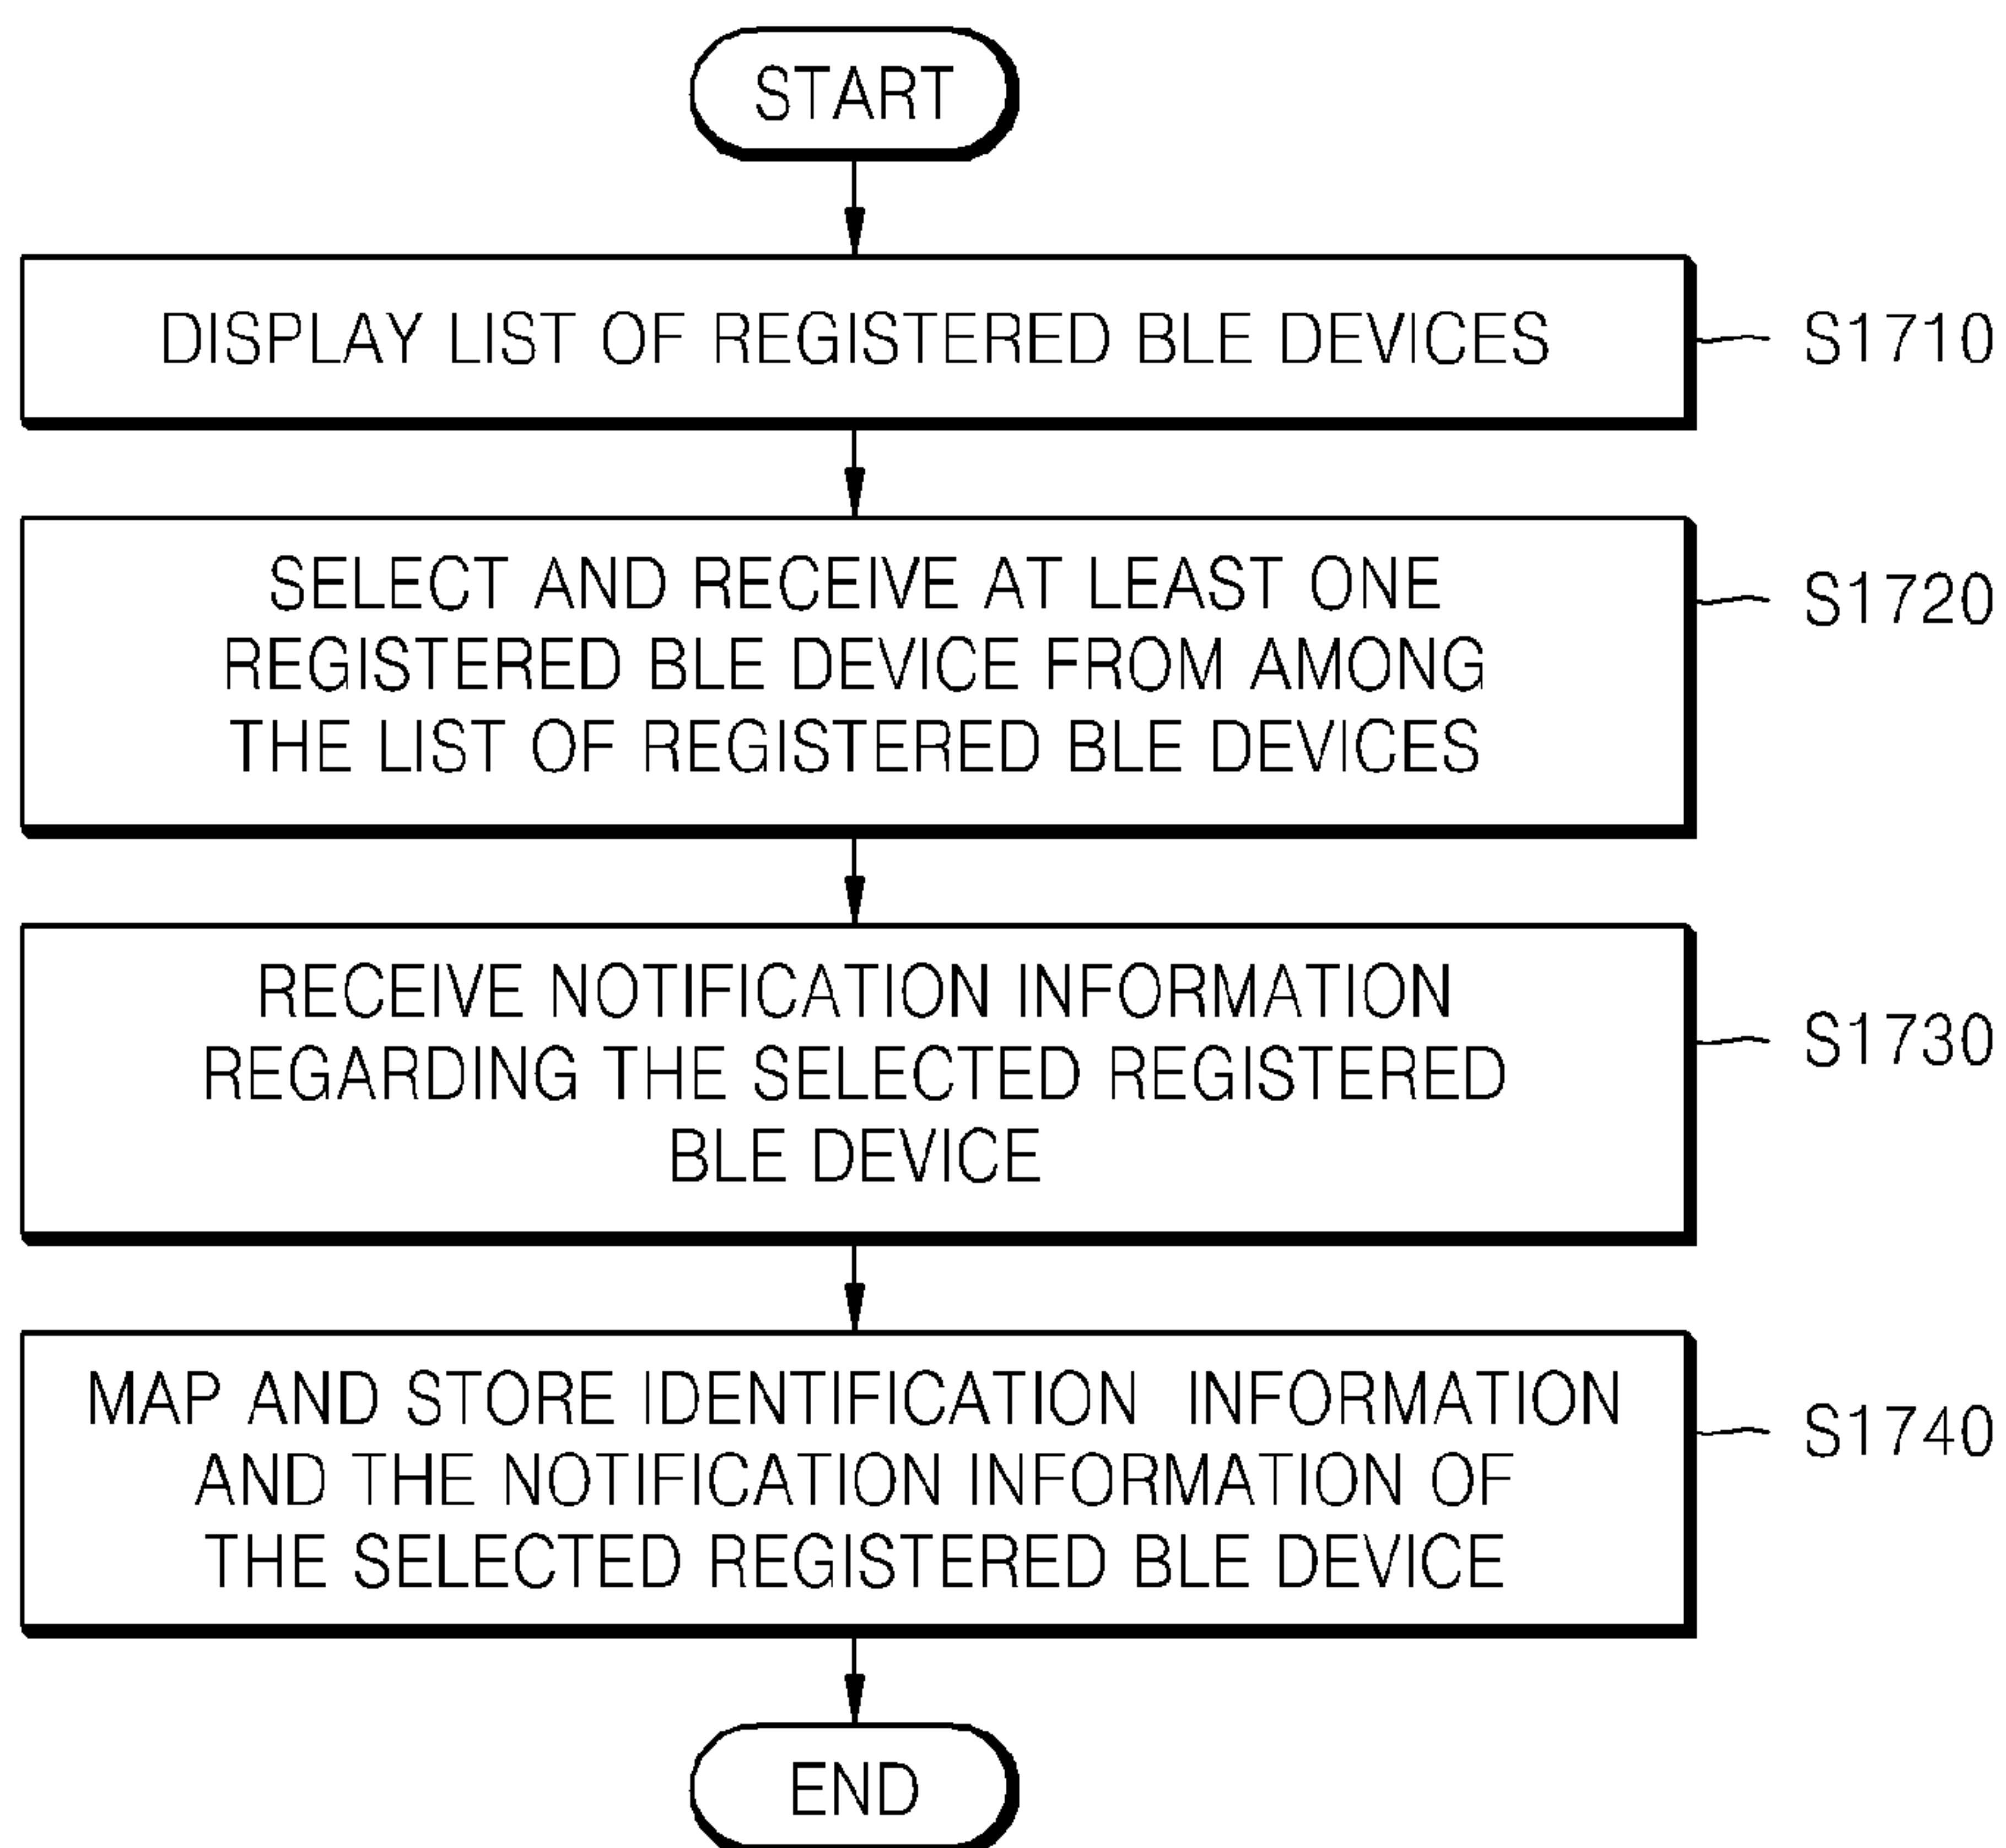 START
DISPLAY LIST OF REGISTERED BLE DEVICES
S1710
SELECT AND RECEIVE AT LEAST ONE
REGISTERED BLE DEVICE FROM AMONG
THE LIST OF REGISTERED BLE DEVICES
S1720
RECEIVE NOTIFICATION INFORMATION
REGARDING THE SELECTED REGISTERED
BLE DEVICE
S1730
MAP AND STORE IDENTIFICATION INFORMATION
AND THE NOTIFICATION INFORMATION OF
THE SELECTED REGISTERED BLE DEVICE
S1740
END